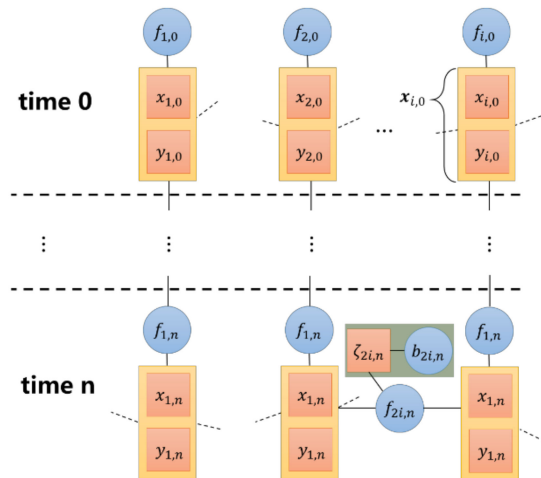 f₁,₀ f₂,₀ fᵢ,₀
time 0 x₁,₀ x₂,₀ 𝒙ᵢ,₀ xᵢ,₀
...
y₁,₀ y₂,₀ yᵢ,₀
⋮ ⋮ ⋮ ⋮
f₁,ₙ f₁,ₙ ζ₂ᵢ,ₙ b₂ᵢ,ₙ f₁,ₙ
time n x₁,ₙ x₁,ₙ f₂ᵢ,ₙ x₁,ₙ
y₁,ₙ y₁,ₙ y₁,ₙ